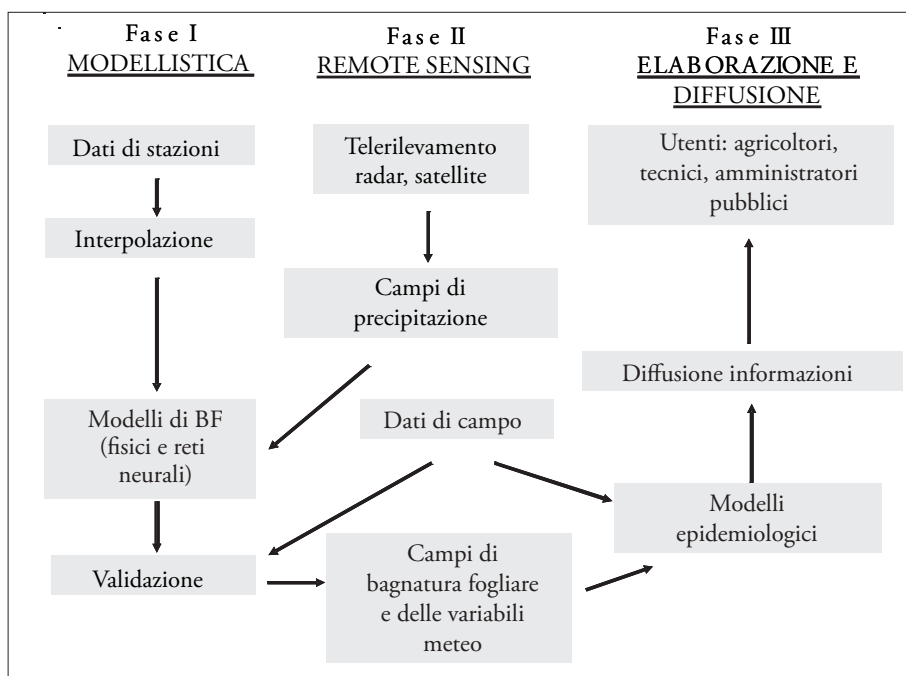 Fase I
MODELLISTICA
Dati di stazioni
Interpolazione
Modelli di BF
(fisici e reti
neurali)
Validazione
Fase II
REMOTE SENSING
Telerilevamento
radar, satellite
Campi di
precipitazione
Dati di campo
Campi di
bagnatura fogliare
e delle variabili
meteo
Fase III
ELABORAZIONE E
DIFFUSIONE
Utenti: agricoltori,
tecnici, amministratori
pubblici
Diffusione informazioni
Modelli
epidemiologici